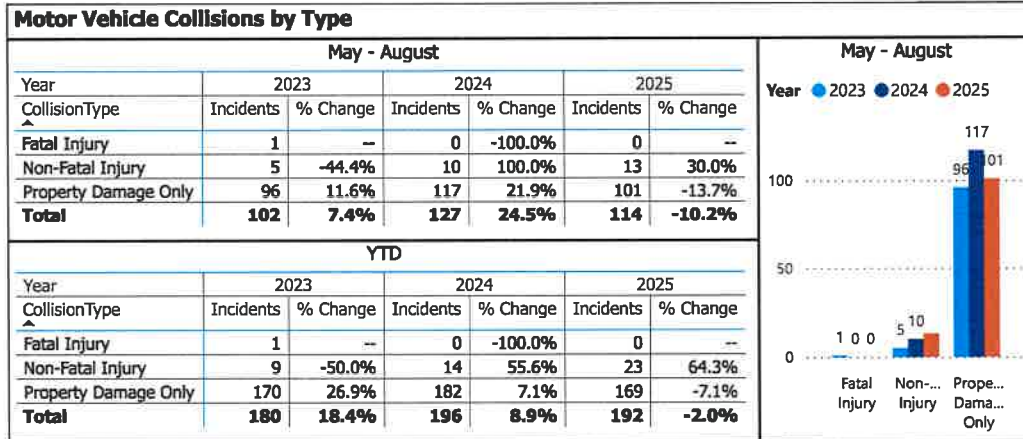 Motor Vehicle Collisions by Type
May - August
Year 2023 2024 2025
CollisionType Incidents % Change Incidents % Change Incidents % Change
Fatal Injury 1 -- 0 -100.0% 0 --
Non-Fatal Injury 5 -44.4% 10 100.0% 13 30.0%
Property Damage Only 96 11.6% 117 21.9% 101 -13.7%
Total 102 7.4% 127 24.5% 114 -10.2%
YTD
Year 2023 2024 2025
CollisionType Incidents % Change Incidents % Change Incidents % Change
Fatal Injury 1 -- 0 -100.0% 0 --
Non-Fatal Injury 9 -50.0% 14 55.6% 23 64.3%
Property Damage Only 170 26.9% 182 7.1% 169 -7.1%
Total 180 18.4% 196 8.9% 192 -2.0%
May - August
Year 2023 2024 2025
117
96 101
100
50
5 10
1 0 0
0
Fatal Non-... Prope...
Injury Injury Dama...
Only